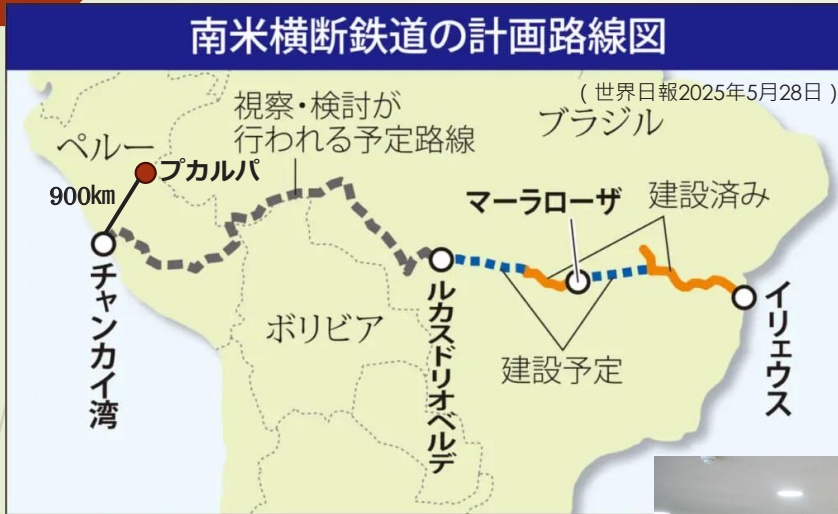 南米横断鉄道の計画路線図
(世界日報2025年5月28日)
視察・検討が
行われる予定路線
ブラジル
ペルー
プカルパ
900km
マーラローザ
建設済み
チャンカイ湾
ボリビア
ルカスドリオベルデ
建設予定
イリェウス